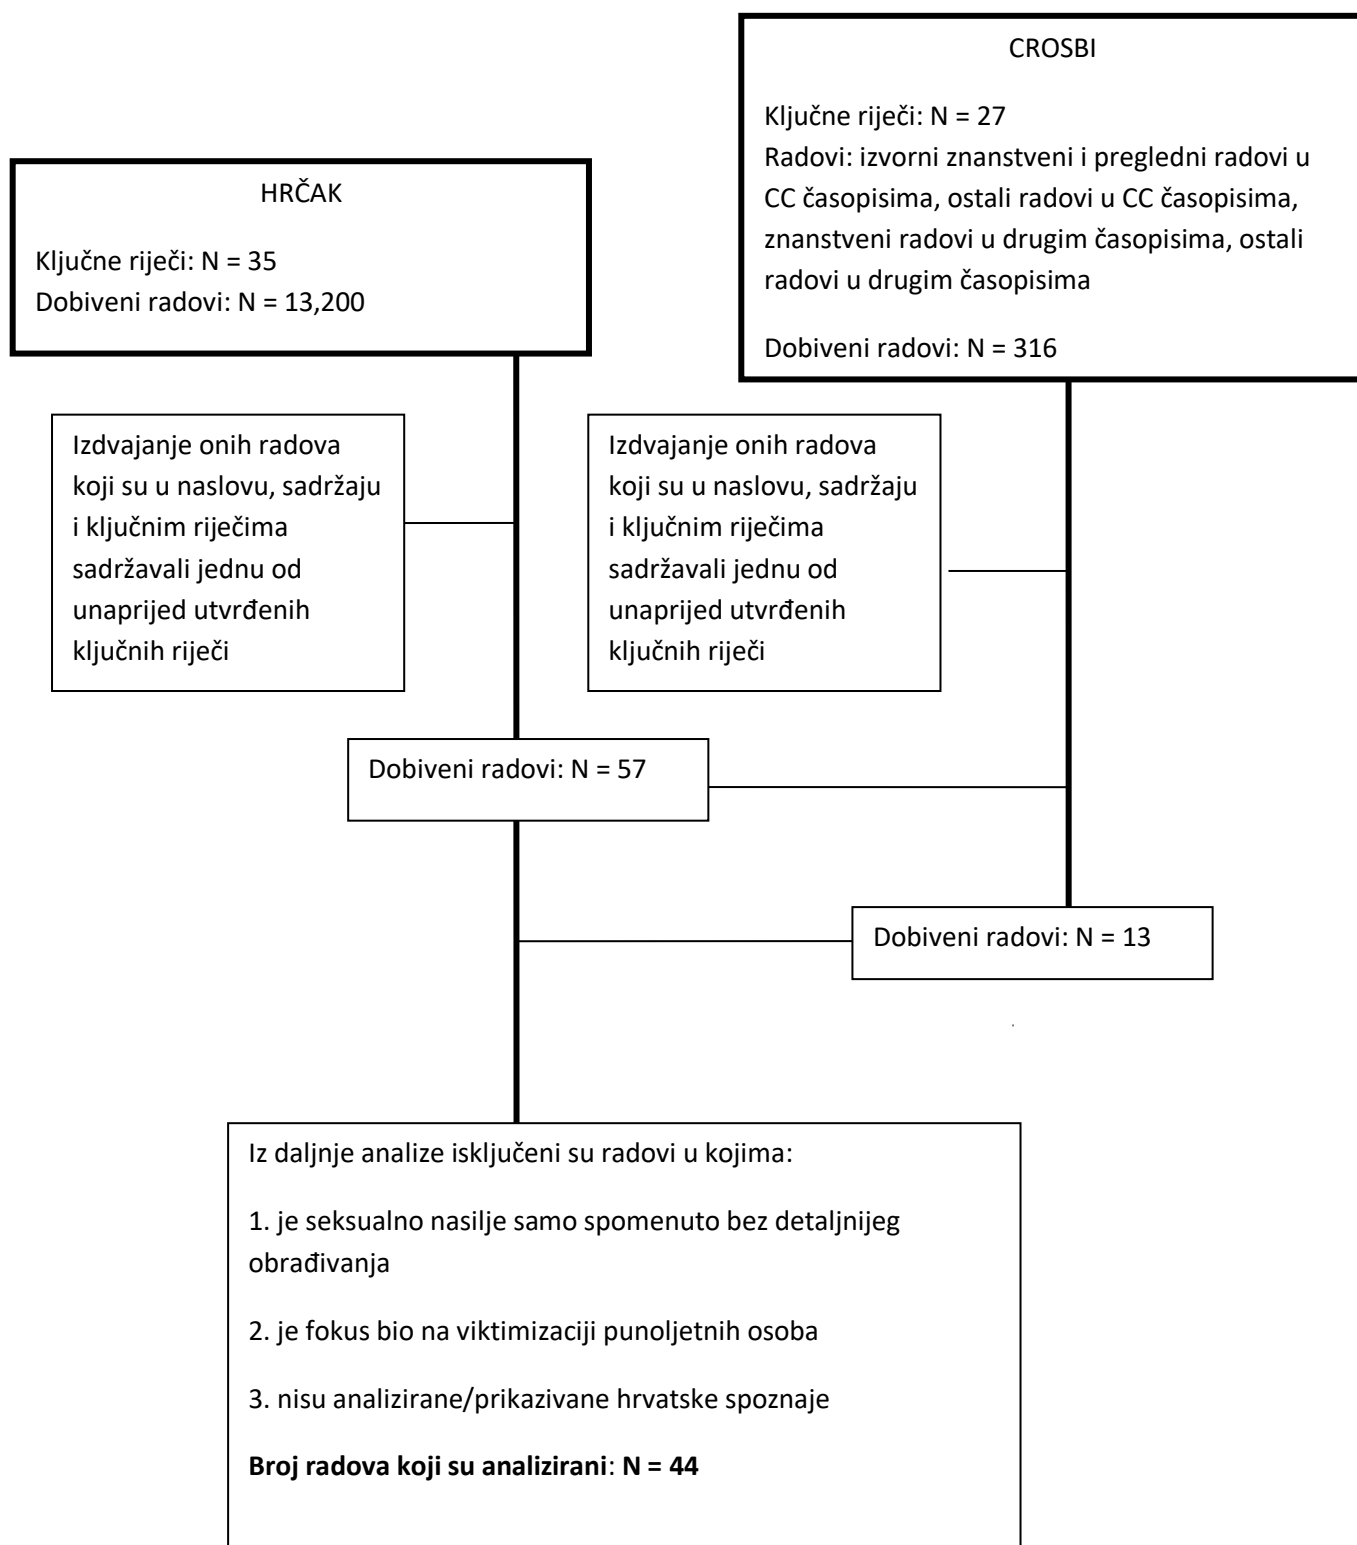 CROSBI
Ključne riječi: N = 27
Radovi: izvorni znanstveni i pregledni radovi u
CC časopisima, ostali radovi u CC časopisima,
znanstveni radovi u drugim časopisima, ostali
radovi u drugim časopisima
Dobiveni radovi: N = 316
HRČAK
Ključne riječi: N = 35
Dobiveni radovi: N = 13,200
Izdvajanje onih radova
koji su u naslovu, sadržaju
i ključnim riječima
sadržavali jednu od
unaprijed utvrđenih
ključnih riječi
Izdvajanje onih radova
koji su u naslovu, sadržaju
i ključnim riječima
sadržavali jednu od
unaprijed utvrđenih
ključnih riječi
Dobiveni radovi: N = 57
Dobiveni radovi: N = 13
Iz daljnje analize isključeni su radovi u kojima:
1. je seksualno nasilje samo spomenuto bez detaljnijeg
obrađivanja
2. je fokus bio na viktimizaciji punoljetnih osoba
3. nisu analizirane/prikazivane hrvatske spoznaje
Broj radova koji su analizirani: N = 44